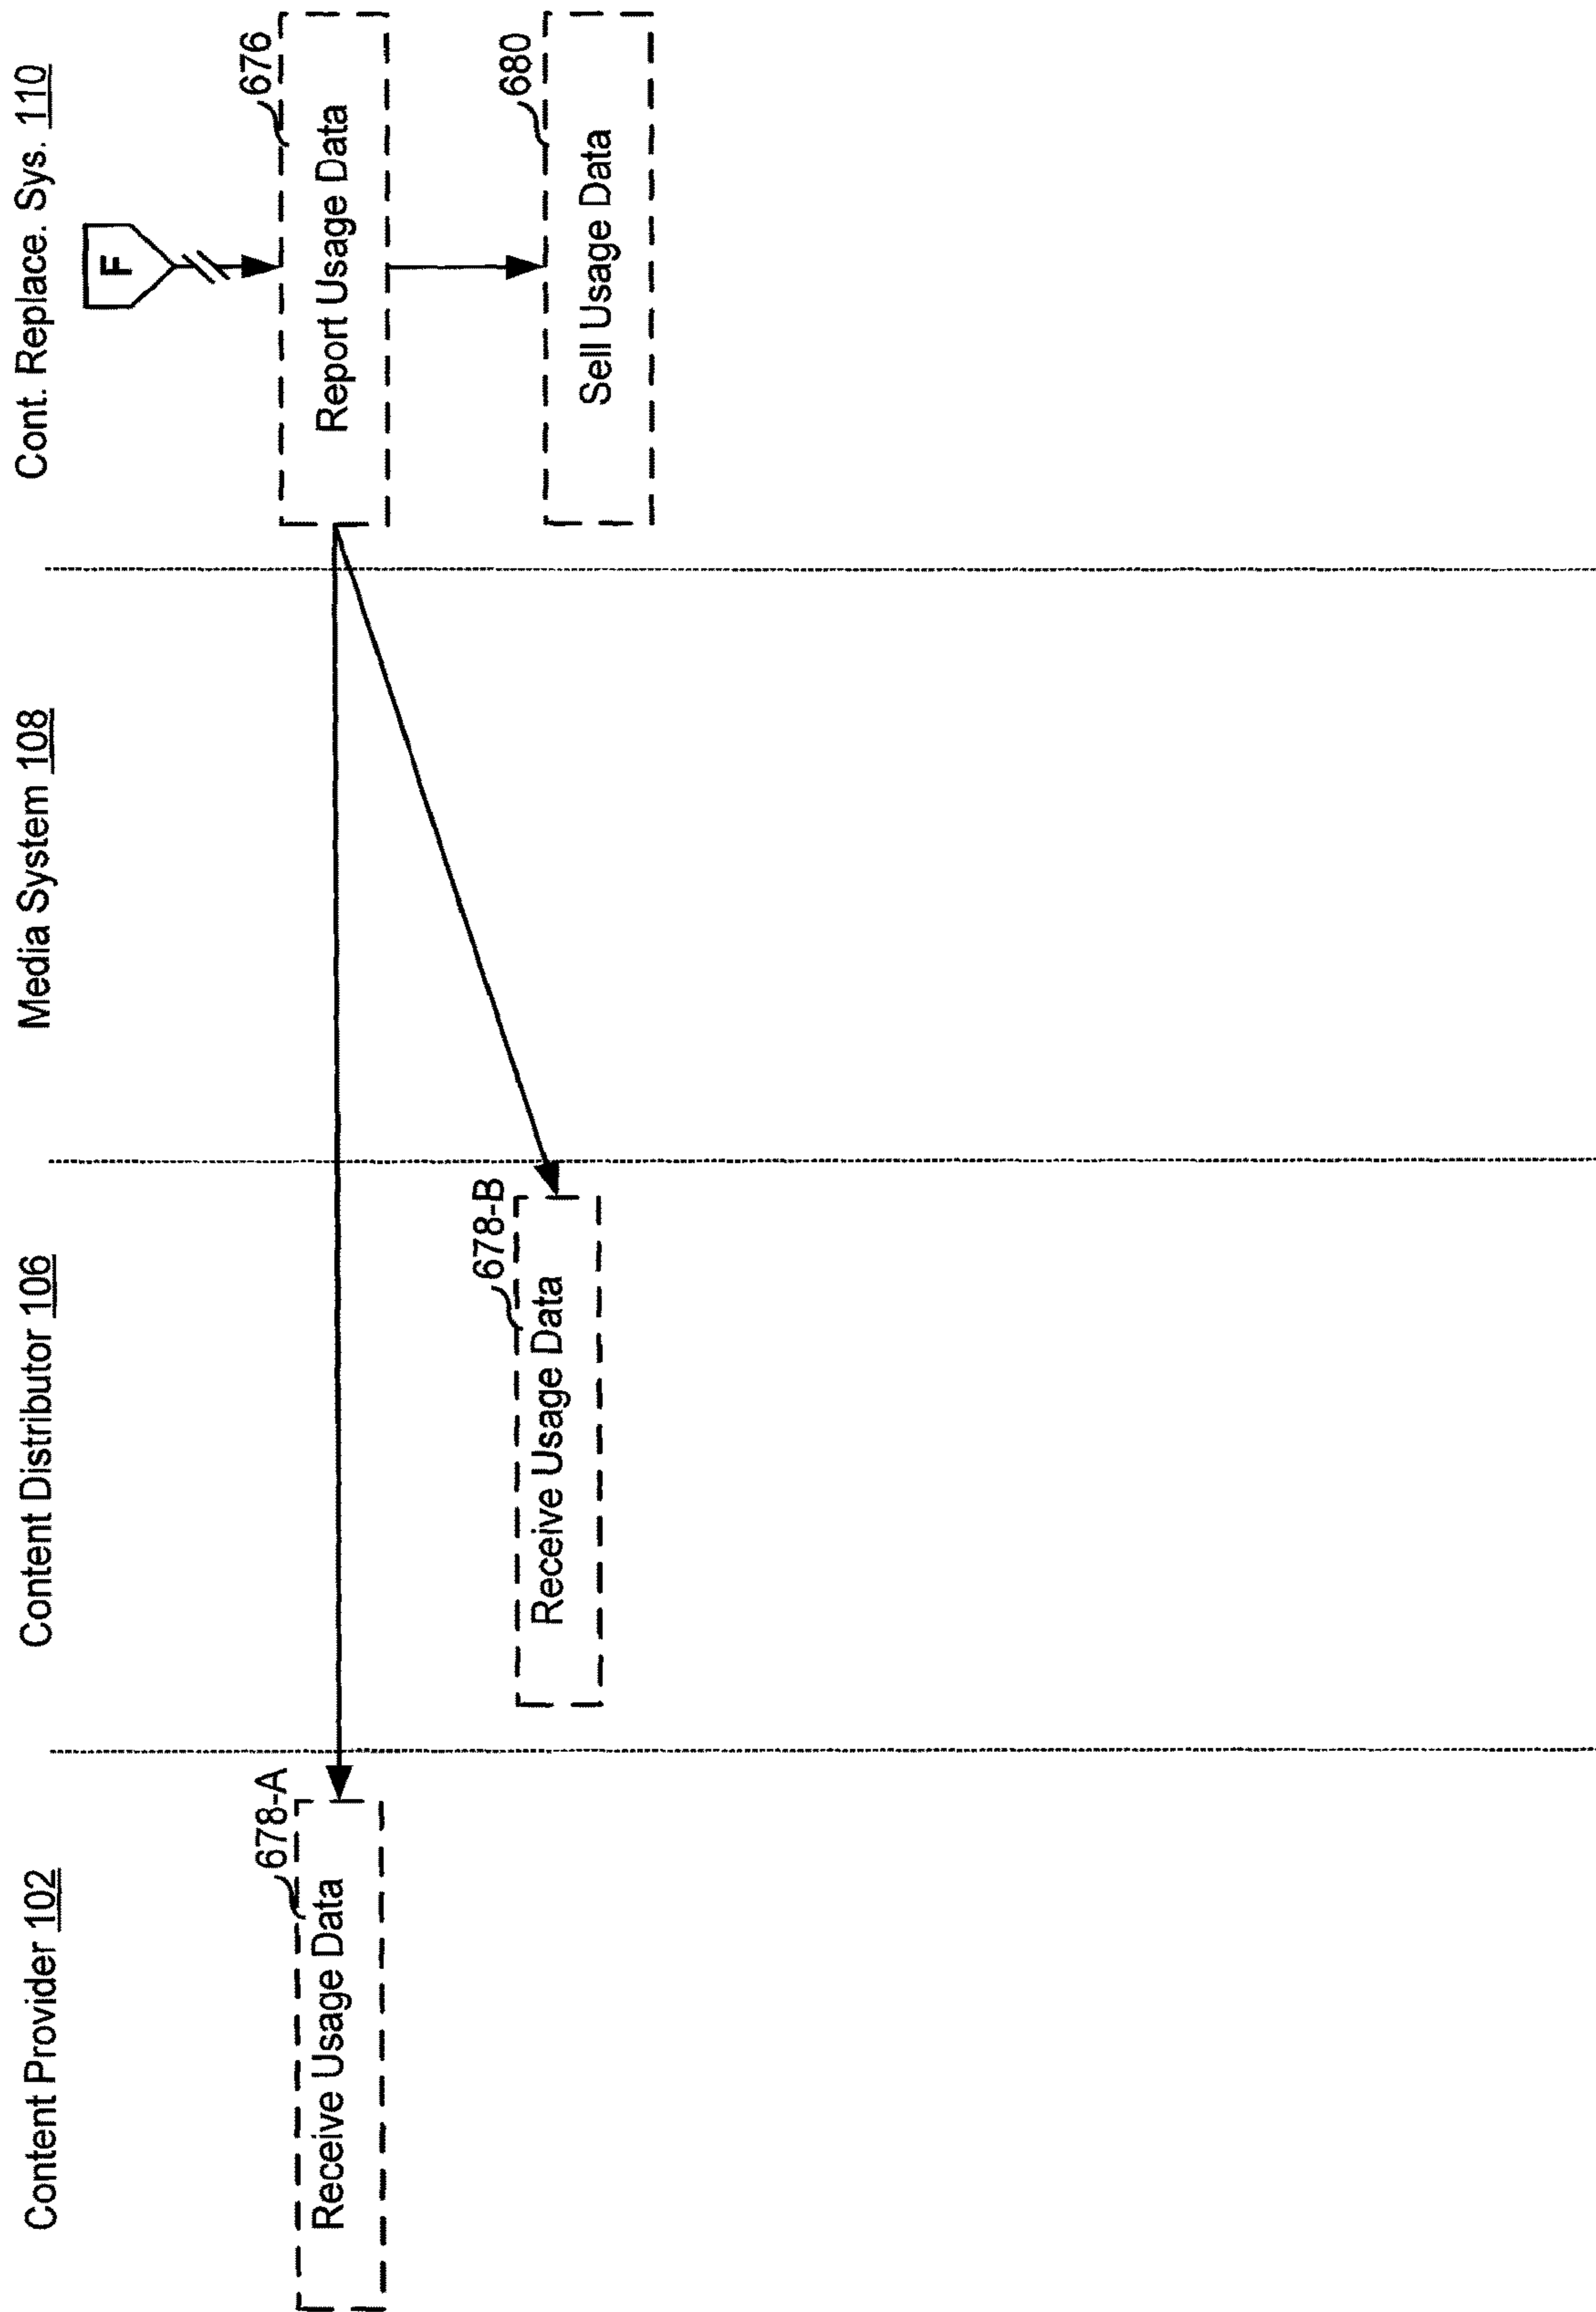 Content Provider 102
Content Distributor 106
Media System 108
Cont. Replace. Sys. 110
F
676
Report Usage Data
678-A
Receive Usage Data
678-B
Receive Usage Data
680
Sell Usage Data